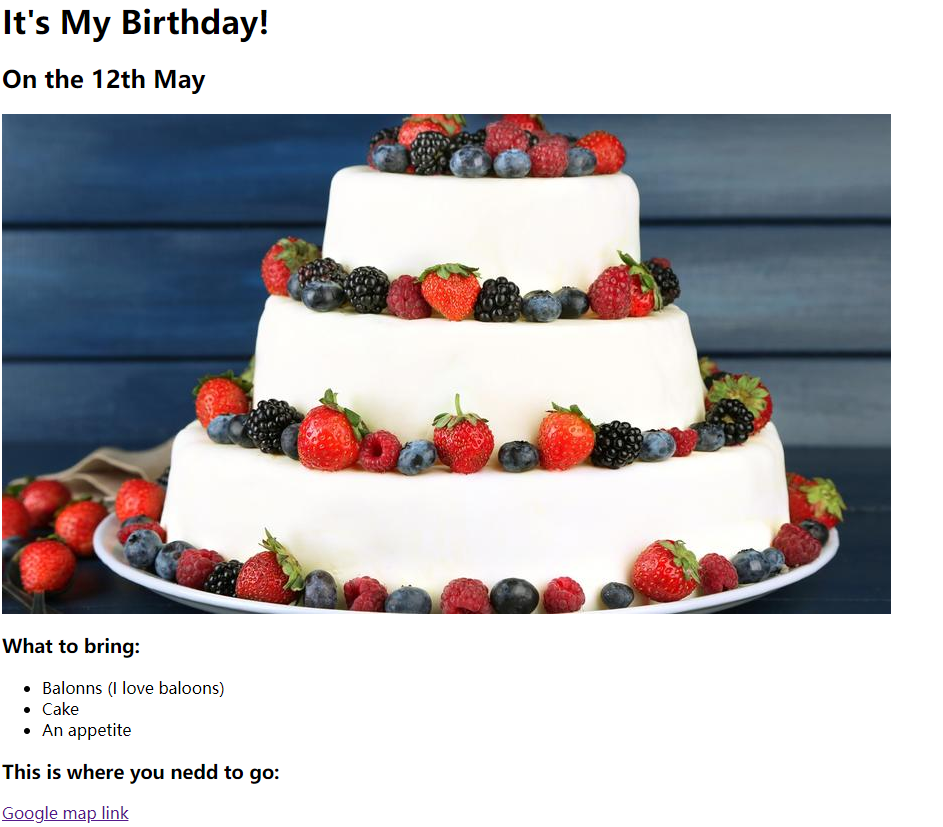 It's My Birthday!
On the 12th May
What to bring:
Balonns (I love baloons)
Cake
An appetite
This is where you nedd to go:
Google map link